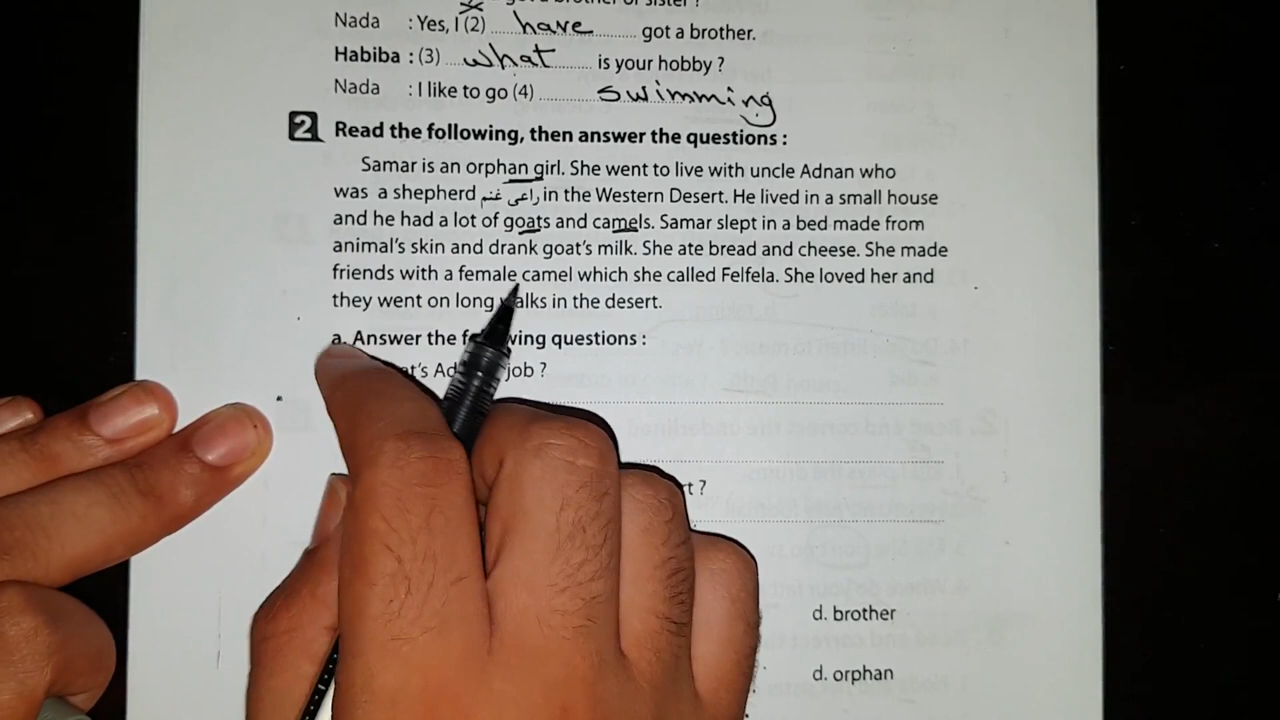 Nada : Yes, I (2) have got a brother.
Habiba : (3) what is your hobby ?
Nada : I like to go (4) swimming
2 Read the following, then answer the questions :
Samar is an orphan girl. She went to live with uncle Adnan who
was a shepherd راعى غنم in the Western Desert. He lived in a small house
and he had a lot of goats and camels. Samar slept in a bed made from
animal's skin and drank goat's milk. She ate bread and cheese. She made
friends with a female camel which she called Felfela. She loved her and
they went on long walks in the desert.
a. Answer the following questions :
job ?
d. brother
d. orphan